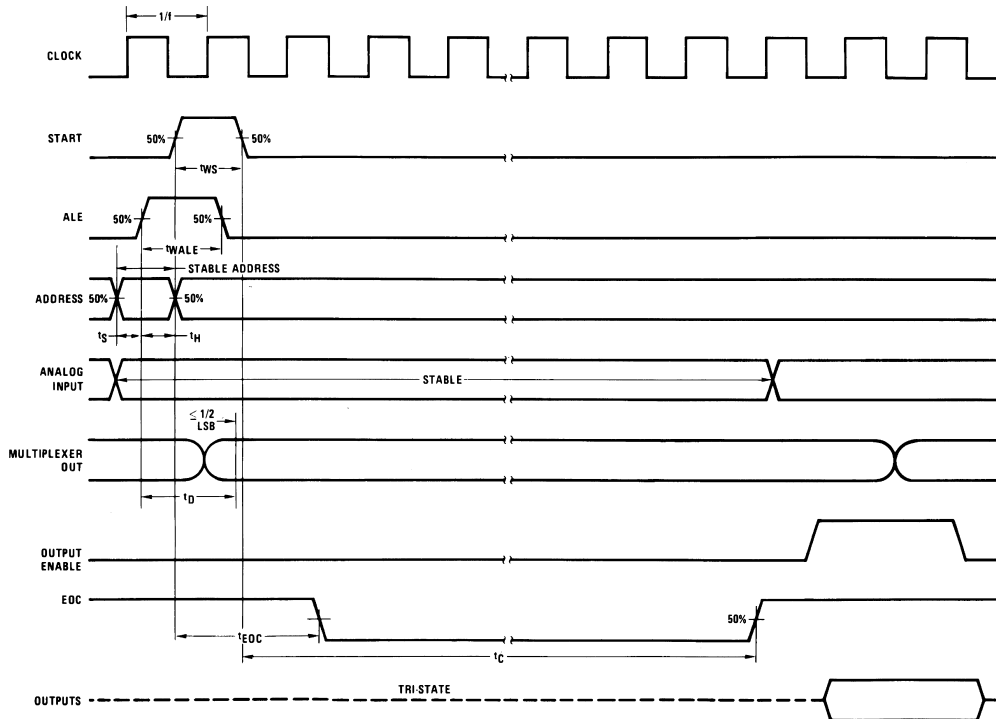 1/f
CLOCK
START
50%
50%
tWS
ALE
50%
50%
tWALE
STABLE ADDRESS
ADDRESS
50%
50%
tS
tH
ANALOG
INPUT
STABLE
≤ 1/2
LSB
MULTIPLEXER
OUT
tD
OUTPUT
ENABLE
EOC
50%
tEOC
tC
TRI-STATE
OUTPUTS